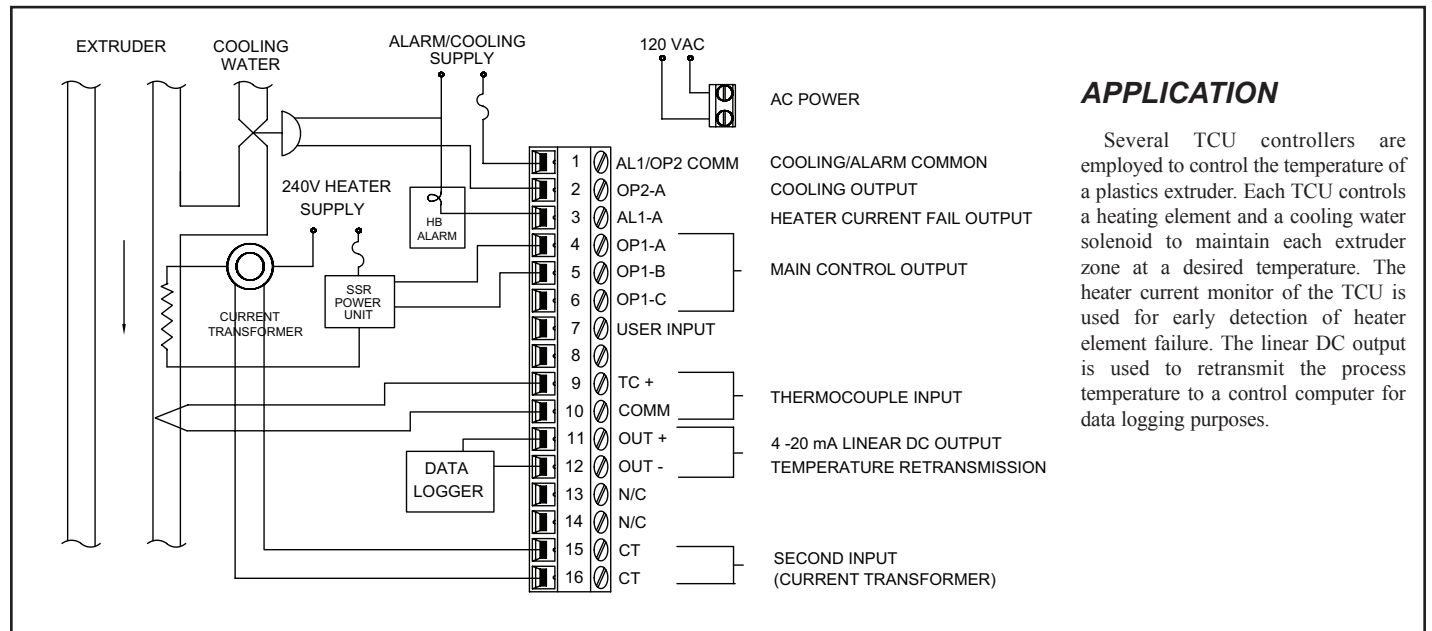 EXTRUDER
COOLING
WATER
ALARM/COOLING
SUPPLY
120 VAC
AC POWER
240V HEATER
SUPPLY
HB
ALARM
SSR
POWER
UNIT
CURRENT
TRANSFORMER
DATA
LOGGER
1 AL1/OP2 COMM COOLING/ALARM COMMON
2 OP2-A COOLING OUTPUT
3 AL1-A HEATER CURRENT FAIL OUTPUT
4 OP1-A
5 OP1-B MAIN CONTROL OUTPUT
6 OP1-C
7 USER INPUT
8
9 TC +
THERMOCOUPLE INPUT
10 COMM
11 OUT + 4 -20 mA LINEAR DC OUTPUT
12 OUT - TEMPERATURE RETRANSMISSION
13 N/C
14 N/C
15 CT
SECOND INPUT
(CURRENT TRANSFORMER)
16 CT
APPLICATION
Several TCU controllers are
employed to control the temperature of
a plastics extruder. Each TCU controls
a heating element and a cooling water
solenoid to maintain each extruder
zone at a desired temperature. The
heater current monitor of the TCU is
used for early detection of heater
element failure. The linear DC output
is used to retransmit the process
temperature to a control computer for
data logging purposes.